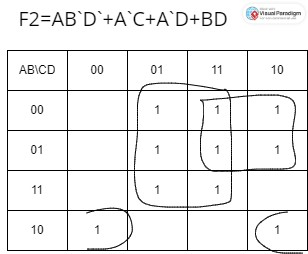 F2=AB`D`+A`C+A`D+BD
Visual Paradigm
AB\CD 00 01 11 10
00 1 1 1
01 1 1 1
11 1 1
10 1 1